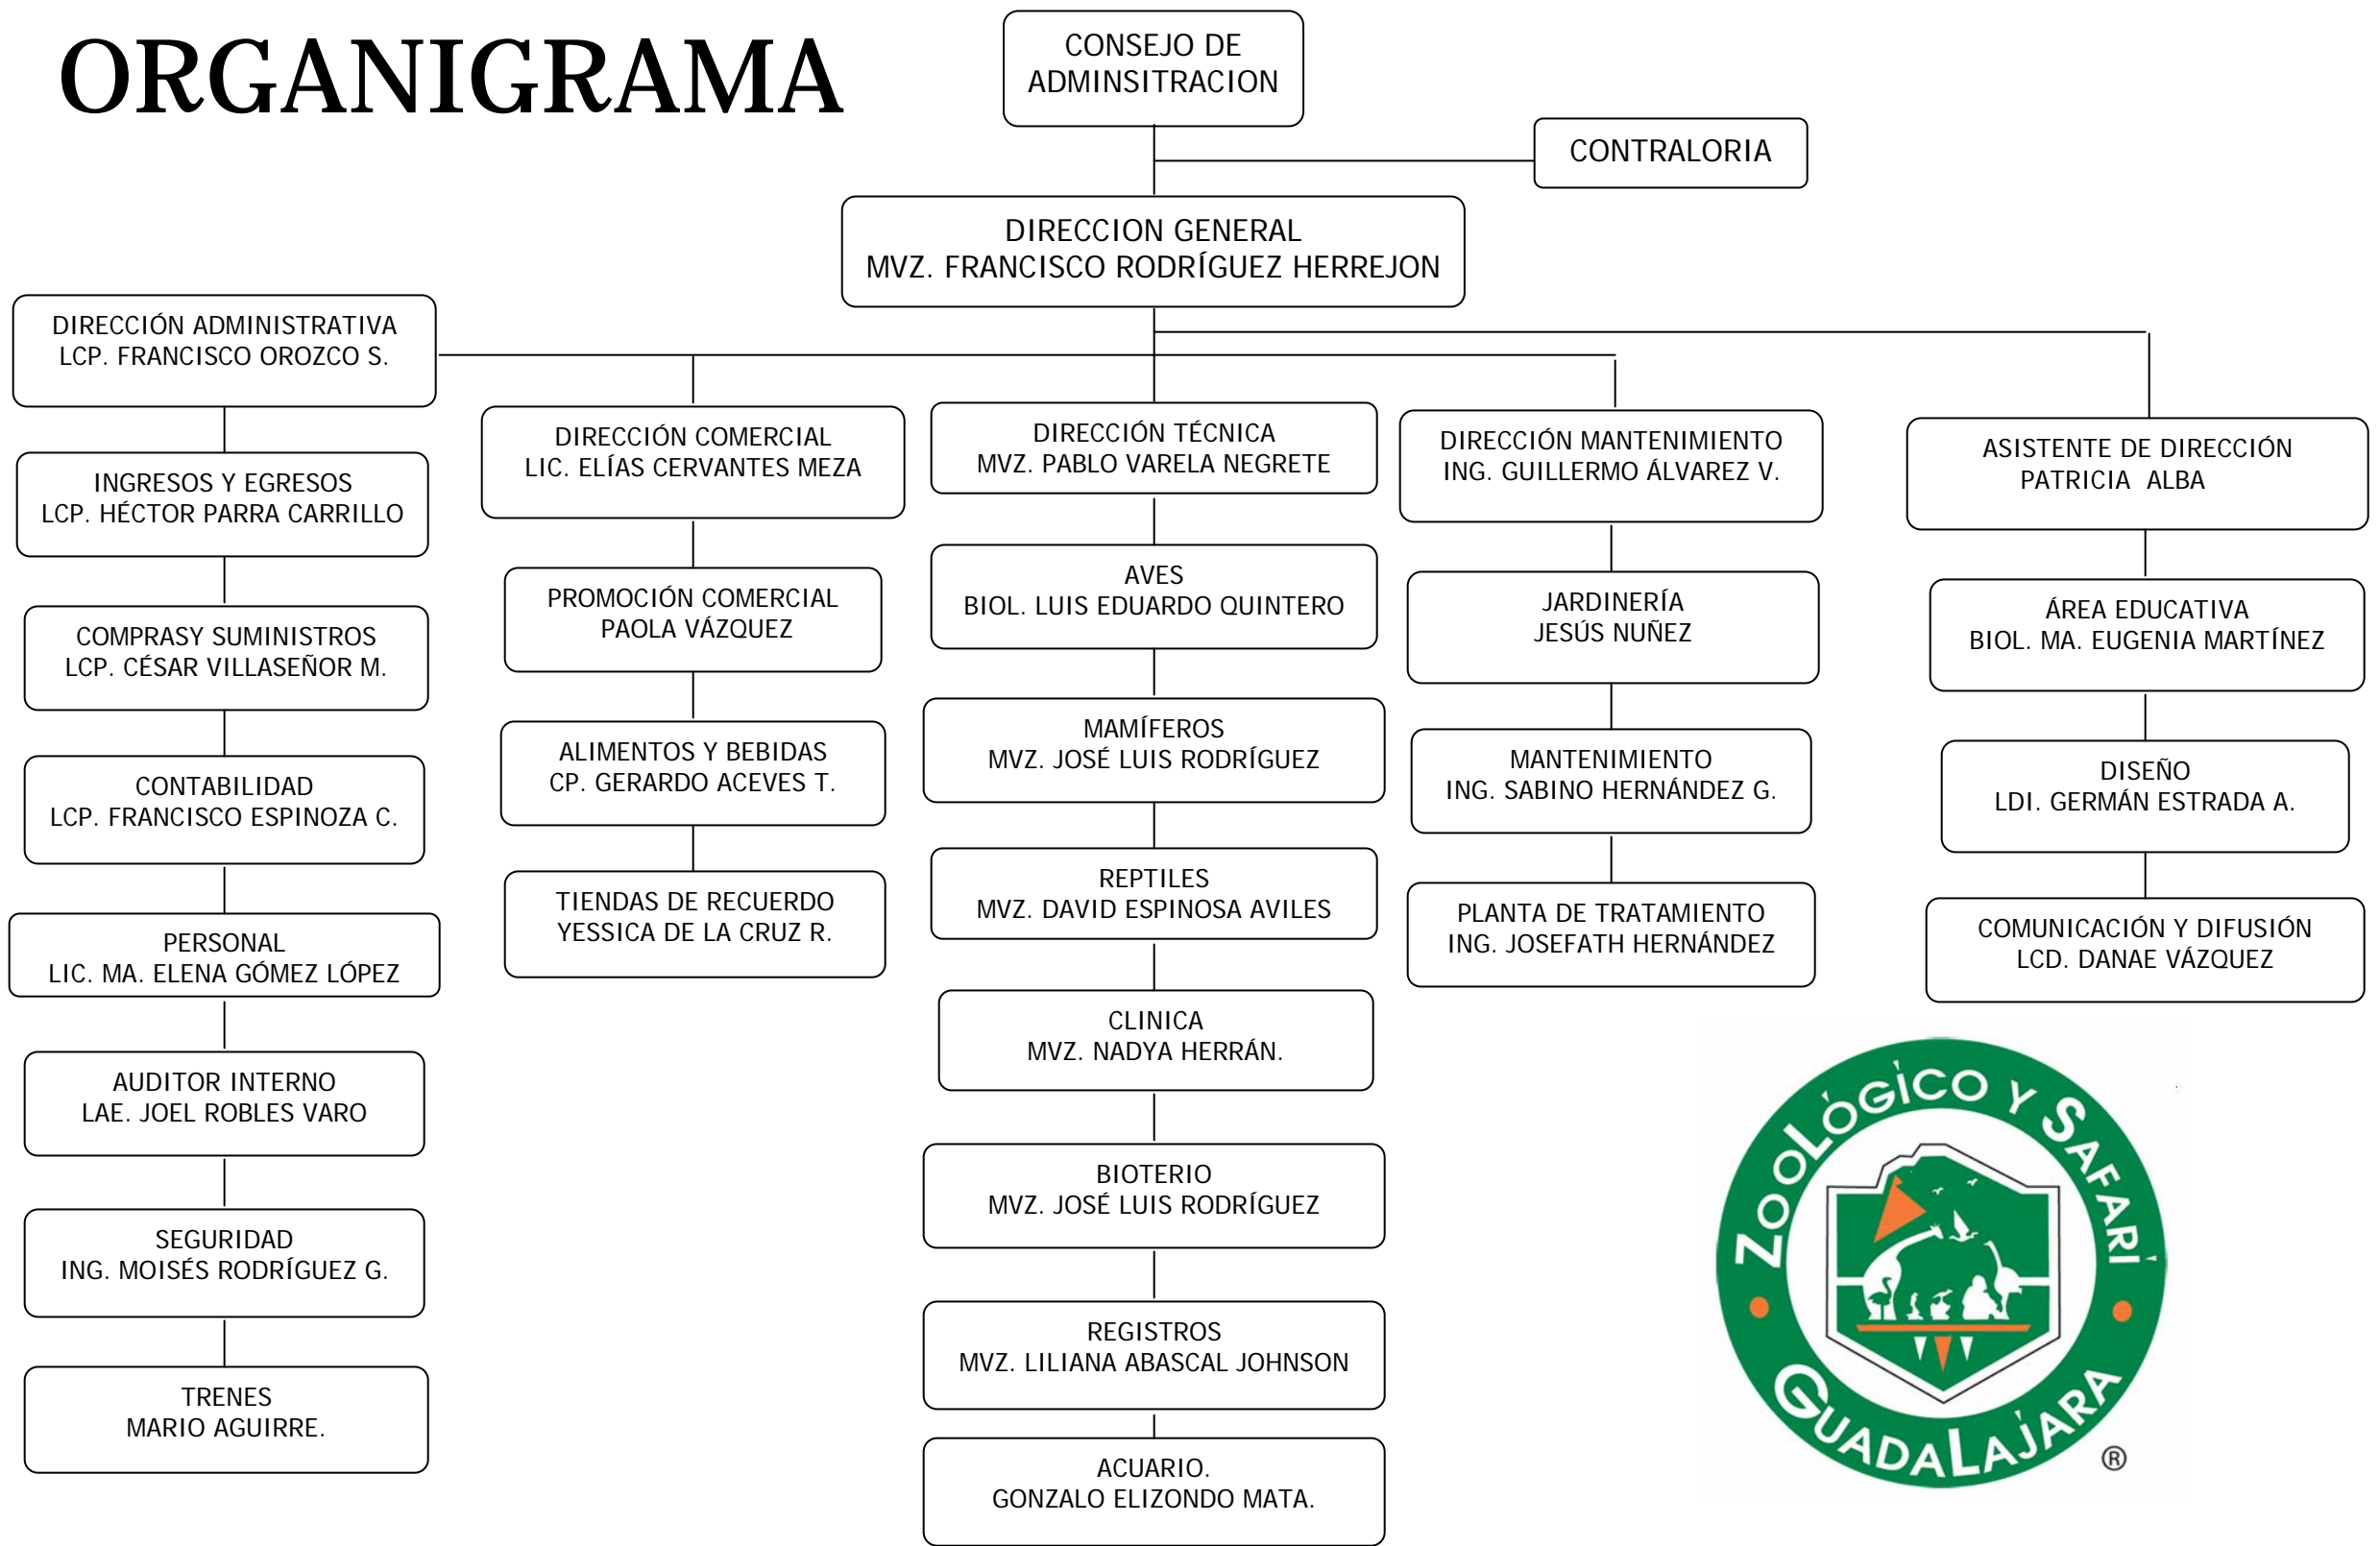 ORGANIGRAMA
CONSEJO DE
ADMINSITRACION
CONTRALORIA
DIRECCION GENERAL
MVZ. FRANCISCO RODRÍGUEZ HERREJON
DIRECCIÓN ADMINISTRATIVA
LCP. FRANCISCO OROZCO S.
INGRESOS Y EGRESOS
LCP. HÉCTOR PARRA CARRILLO
COMPRASY SUMINISTROS
LCP. CÉSAR VILLASEÑOR M.
CONTABILIDAD
LCP. FRANCISCO ESPINOZA C.
PERSONAL
LIC. MA. ELENA GÓMEZ LÓPEZ
AUDITOR INTERNO
LAE. JOEL ROBLES VARO
SEGURIDAD
ING. MOISÉS RODRÍGUEZ G.
TRENES
MARIO AGUIRRE.
DIRECCIÓN COMERCIAL
LIC. ELÍAS CERVANTES MEZA
PROMOCIÓN COMERCIAL
PAOLA VÁZQUEZ
ALIMENTOS Y BEBIDAS
CP. GERARDO ACEVES T.
TIENDAS DE RECUERDO
YESSICA DE LA CRUZ R.
DIRECCIÓN TÉCNICA
MVZ. PABLO VARELA NEGRETE
AVES
BIOL. LUIS EDUARDO QUINTERO
MAMÍFEROS
MVZ. JOSÉ LUIS RODRÍGUEZ
REPTILES
MVZ. DAVID ESPINOSA AVILES
CLINICA
MVZ. NADYA HERRÁN.
BIOTERIO
MVZ. JOSÉ LUIS RODRÍGUEZ
REGISTROS
MVZ. LILIANA ABASCAL JOHNSON
ACUARIO.
GONZALO ELIZONDO MATA.
DIRECCIÓN MANTENIMIENTO
ING. GUILLERMO ÁLVAREZ V.
JARDINERÍA
JESÚS NUÑEZ
MANTENIMIENTO
ING. SABINO HERNÁNDEZ G.
PLANTA DE TRATAMIENTO
ING. JOSEFATH HERNÁNDEZ
ASISTENTE DE DIRECCIÓN
PATRICIA  ALBA
ÁREA EDUCATIVA
BIOL. MA. EUGENIA MARTÍNEZ
DISEÑO
LDI. GERMÁN ESTRADA A.
COMUNICACIÓN Y DIFUSIÓN
LCD. DANAE VÁZQUEZ
ZOOLÓGICO Y SAFARI
GUADALAJARA
®